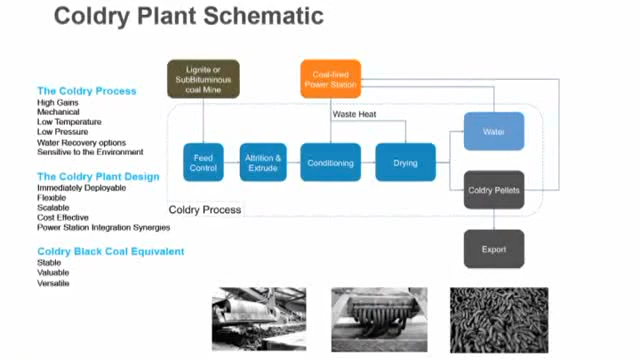 Coldry Plant Schematic
Lignite or
SubBituminous
coal Mine
Coal-fired
Power Station
The Coldry Process
High Gains
Mechanical
Low Temperature
Low Pressure
Water Recovery options
Sensitive to the Environment
Waste Heat
Water
Feed
Control
Attrition &
Extrude
Conditioning
Drying
The Coldry Plant Design
Immediately Deployable
Flexible
Scalable
Cost Effective
Power Station Integration Synergies
Coldry Pellets
Coldry Process
Coldry Black Coal Equivalent
Stable
Valuable
Versatile
Export